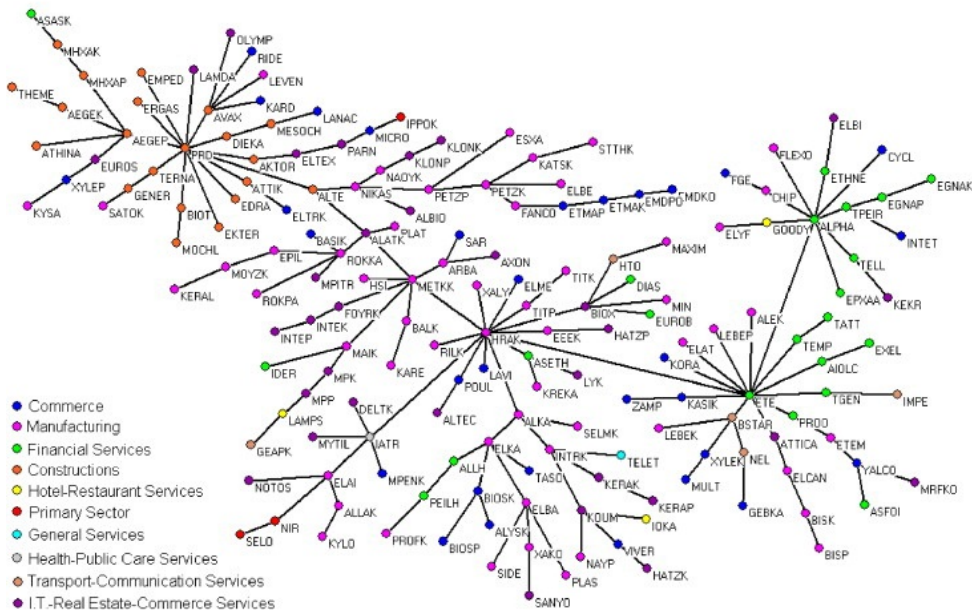 ASASK
MHXAK
MHXAP
THEME
AEGEK
ATHINA
AEGEP
EUROS
XYLEP
KYSA
SATOK
GENER
TERNA
EMPED
ERGAS
LAMDA
OLYMP
RIDE
LEVEN
KARD
AVAX
PRD
DIEKA
MESOCH
LANAC
AKTOR
ELTEX
PARN
MICRO
IPPOK
ATTIK
EDRA
ELTRK
BIOT
MOCHL
EKTER
ALTE
NIKAS
NAOYK
KLONP
KLONK
ALBIO
PETZP
ESXA
PETZK
KATSK
STTHK
ELBE
FANCO
ETMAP
ETMAK
EMDPO
MDKO
ALATK
PLAT
BASIK
ROKKA
EPIL
MOYZK
KERAL
ROKPA
MPITR
HSL
METKK
ARBA
SAR
AXON
FOYRK
INTEK
INTEP
BALK
KARE
MAIK
IDER
MPK
MPP
LAMPS
GEAPK
XALY
ELME
TITK
TITP
HRAK
RILK
POUL
LAVI
ALTEC
ASETH
LYK
KREKA
EEEK
HATZP
BIOX
HTO
MAXIM
DIAS
MIN
EUROB
DELTK
MYTIL
IATR
MPENK
ELAI
NOTOS
NIR
SELO
ALLAK
KYLO
ALKA
SELMK
INTRK
TELET
KERAK
KERAP
ELKA
ALLH
PEILH
PROFK
BIOSK
BIOSP
ALYSK
TASO
ELBA
SIDE
XAKO
SANYO
PLAS
KOUM
IOKA
NAYP
VIVER
HATZK
ELBI
FLEXO
ETHNE
CYCL
FGE
CHIP
EGNAK
EGNAP
TPEIR
INTET
ELYF
GOODY
ALPHA
TELL
KEKR
EPXAA
ALEK
LEBEP
TATT
TEMP
EXEL
AIOLC
ELAT
KORA
ETE
TGEN
IMPE
ZAMP
KASIK
PROO
LEBEK
BSTAR
ATTICA
ETEM
XYLEK
NEL
MULT
GEBKA
ELCAN
BISK
BISP
YALCO
MRFKO
ASFOI
Commerce
Manufacturing
Financial Services
Constructions
Hotel-Restaurant Services
Primary Sector
General Services
Health-Public Care Services
Transport-Communication Services
I.T.-Real Estate-Commerce Services